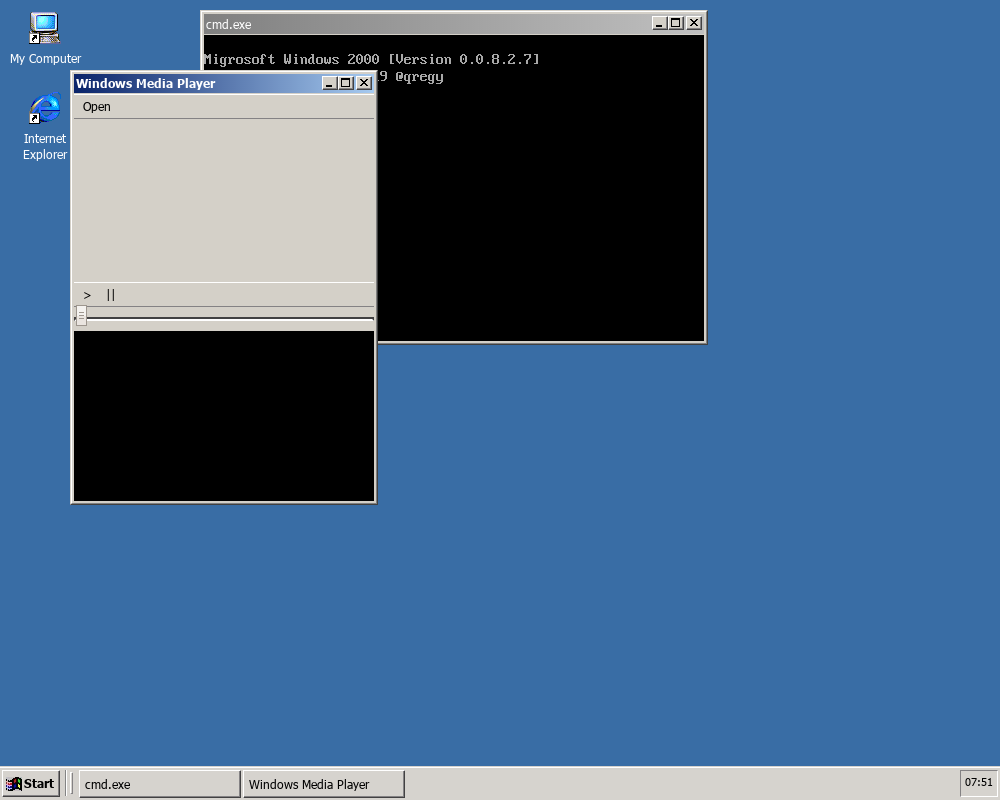 My Computer
Internet
Explorer
cmd.exe
Migrosoft Windows 2000 [Version 0.0.8.2.7]
9 @qregy
Windows Media Player
Open
> ||
Start
cmd.exe
Windows Media Player
07:51